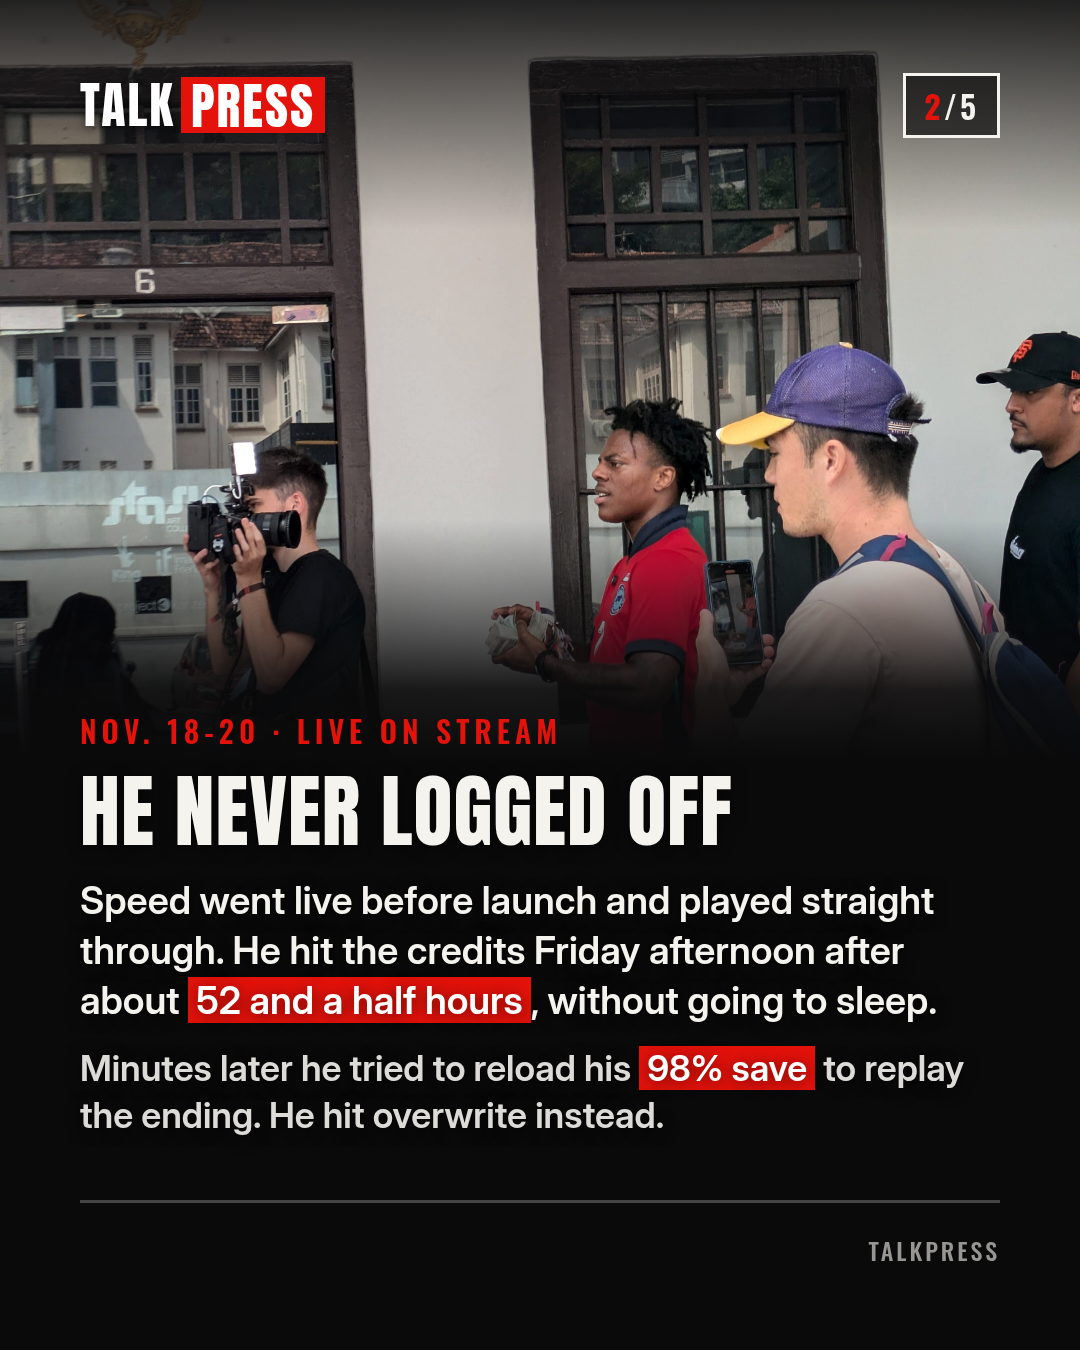 TALK PRESS
2/5
6
NOV. 18-20 · LIVE ON STREAM
HE NEVER LOGGED OFF
Speed went live before launch and played straight
through. He hit the credits Friday afternoon after
about 52 and a half hours, without going to sleep.
Minutes later he tried to reload his 98% save to replay
the ending. He hit overwrite instead.
TALKPRESS